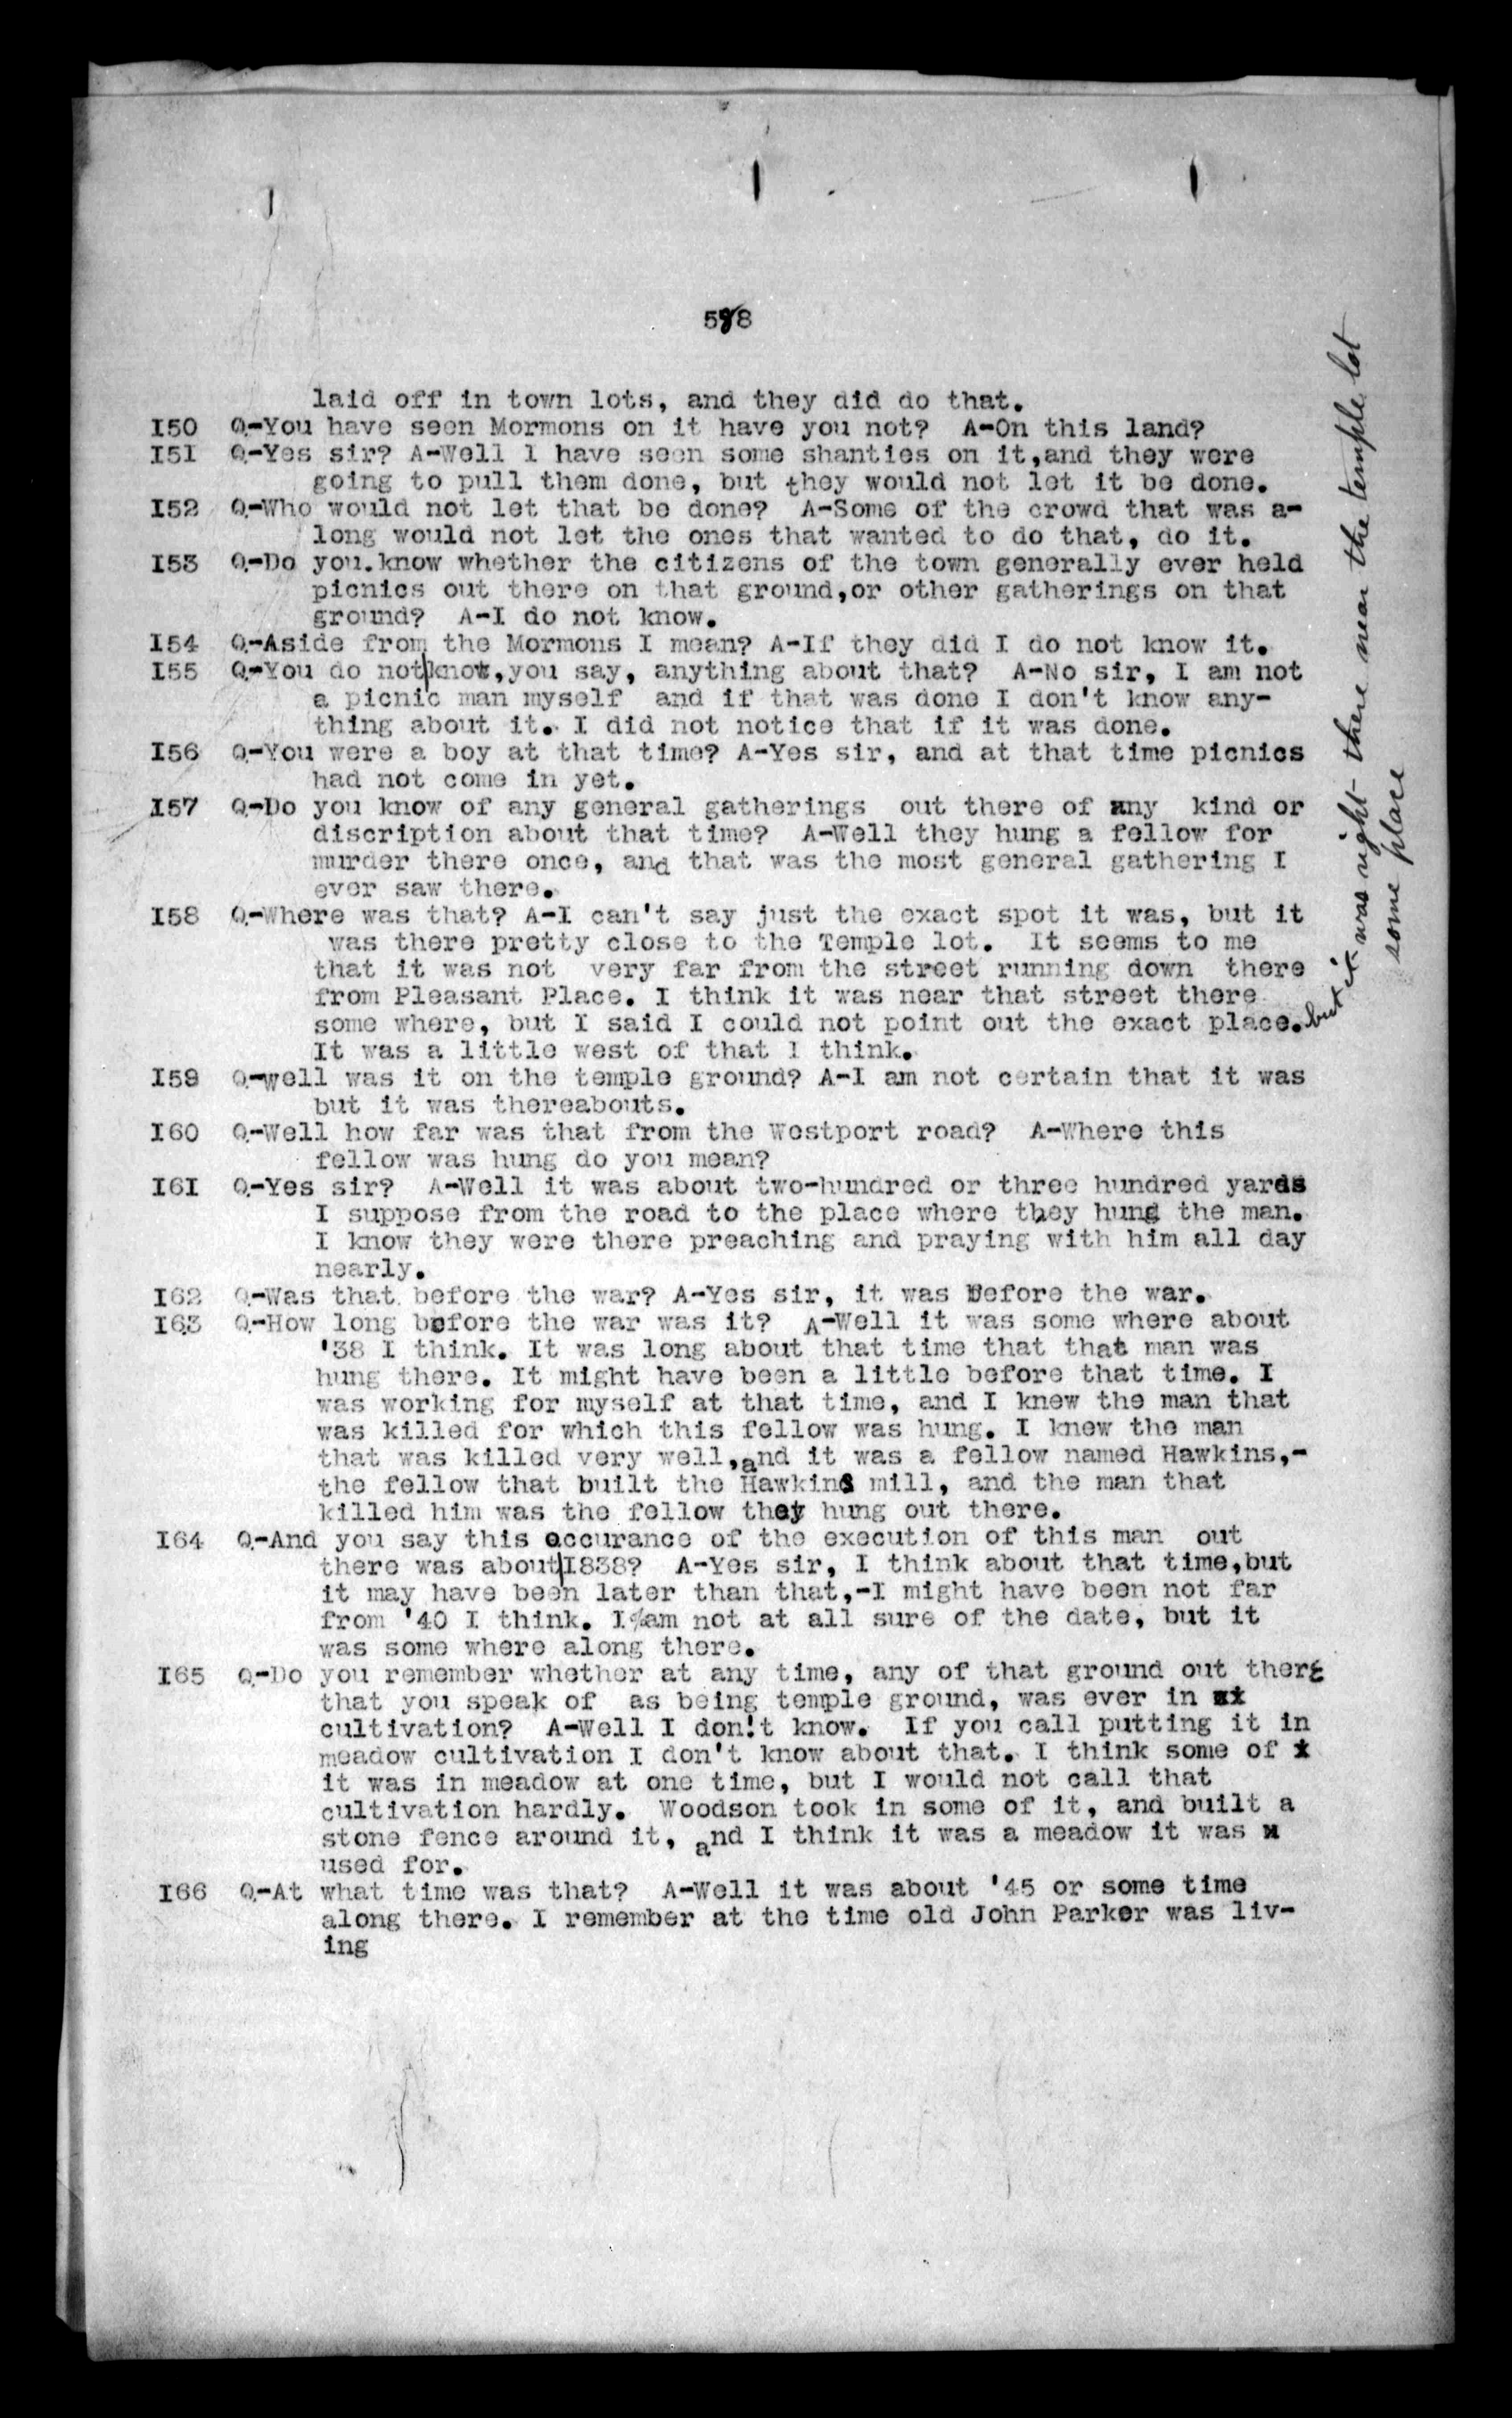 598
laid off in town lots, and they did do that.
I50 Q-You have seen Mormons on it have you not? A-On this land?
I51 Q-Yes sir? A-Well l have seen some shanties on it,and they were
going to pull them done, but they would not let it be done.
I52 Q-Who would not let that be done? A-Some of the crowd that was a-
long would not let the ones that wanted to do that, do it.
I53 Q-Do you.know whether the citizens of the town generally ever held
picnics out there on that ground,or other gatherings on that
ground? A-I do not know.
I54 Q-Aside from the Mormons I mean? A-If they did I do not know it.
I55 Q-You do not|know,you say, anything about that? A-No sir, I am not
a picnic man myself and if that was done I don't know any-
thing about it. I did not notice that if it was done.
I56 Q-You were a boy at that time? A-Yes sir, and at that time picnics
had not come in yet.
I57 Q-Do you know of any general gatherings out there of any kind or
discription about that time? A-Well they hung a fellow for
murder there once, and that was the most general gathering I
ever saw there.
I58 Q-Where was that? A-I can't say just the exact spot it was, but it
was there pretty close to the Temple lot. It seems to me
that it was not very far from the street running down there
from Pleasant Place. I think it was near that street there
some where, but I said I could not point out the exact place.
but it was right there near the temple lot
some place
It was a little west of that l think.
I59 Q-well was it on the temple ground? A-I am not certain that it was
but it was thereabouts.
I60 Q-Well how far was that from the Westport road? A-Where this
fellow was hung do you mean?
I6I Q-Yes sir? A-Well it was about two-hundred or three hundred yards
I suppose from the road to the place where they hung the man.
I know they were there preaching and praying with him all day
nearly.
I62 Q-Was that before the war? A-Yes sir, it was before the war.
I63 Q-How long before the war was it? A-Well it was some where about
'38 I think. It was long about that time that that man was
hung there. It might have been a little before that time. I
was working for myself at that time, and I knew the man that
was killed for which this fellow was hung. I knew the man
that was killed very well,and it was a fellow named Hawkins,-
the fellow that built the Hawkins mill, and the man that
killed him was the fellow they hung out there.
I64 Q-And you say this occurance of the execution of this man out
there was about|I838? A-Yes sir, I think about that time,but
it may have been later than that,-I might have been not far
from '40 I think. I am not at all sure of the date, but it
was some where along there.
I65 Q-Do you remember whether at any time, any of that ground out there
that you speak of as being temple ground, was ever in
cultivation? A-Well I don't know. If you call putting it in
meadow cultivation I don't know about that. I think some of
it was in meadow at one time, but I would not call that
cultivation hardly. Woodson took in some of it, and built a
stone fence around it, and I think it was a meadow it was
used for.
I66 Q-At what time was that? A-Well it was about '45 or some time
along there. I remember at the time old John Parker was liv-
ing